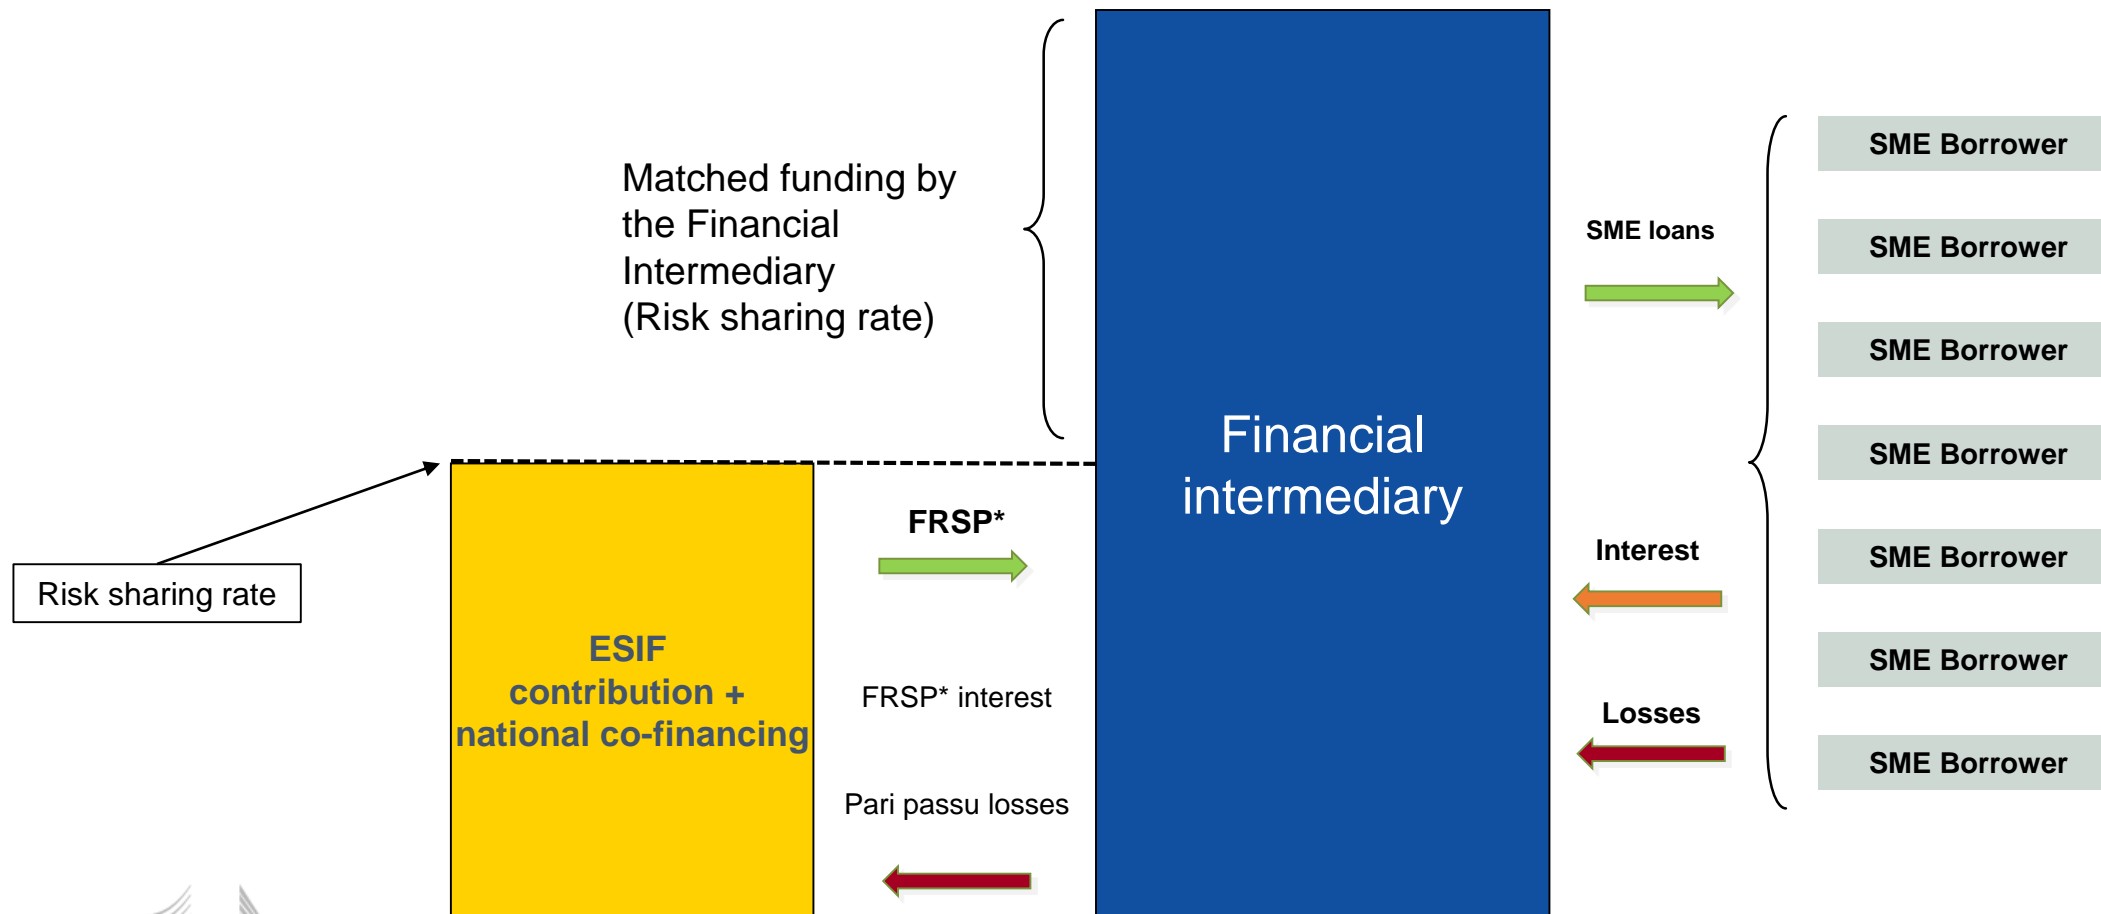 Matched funding by
the Financial
Intermediary
(Risk sharing rate)
Risk sharing rate
ESIF
contribution +
national co-financing
FRSP*
FRSP* interest
Pari passu losses
Financial
intermediary
SME loans
Interest
Losses
SME Borrower
SME Borrower
SME Borrower
SME Borrower
SME Borrower
SME Borrower
SME Borrower